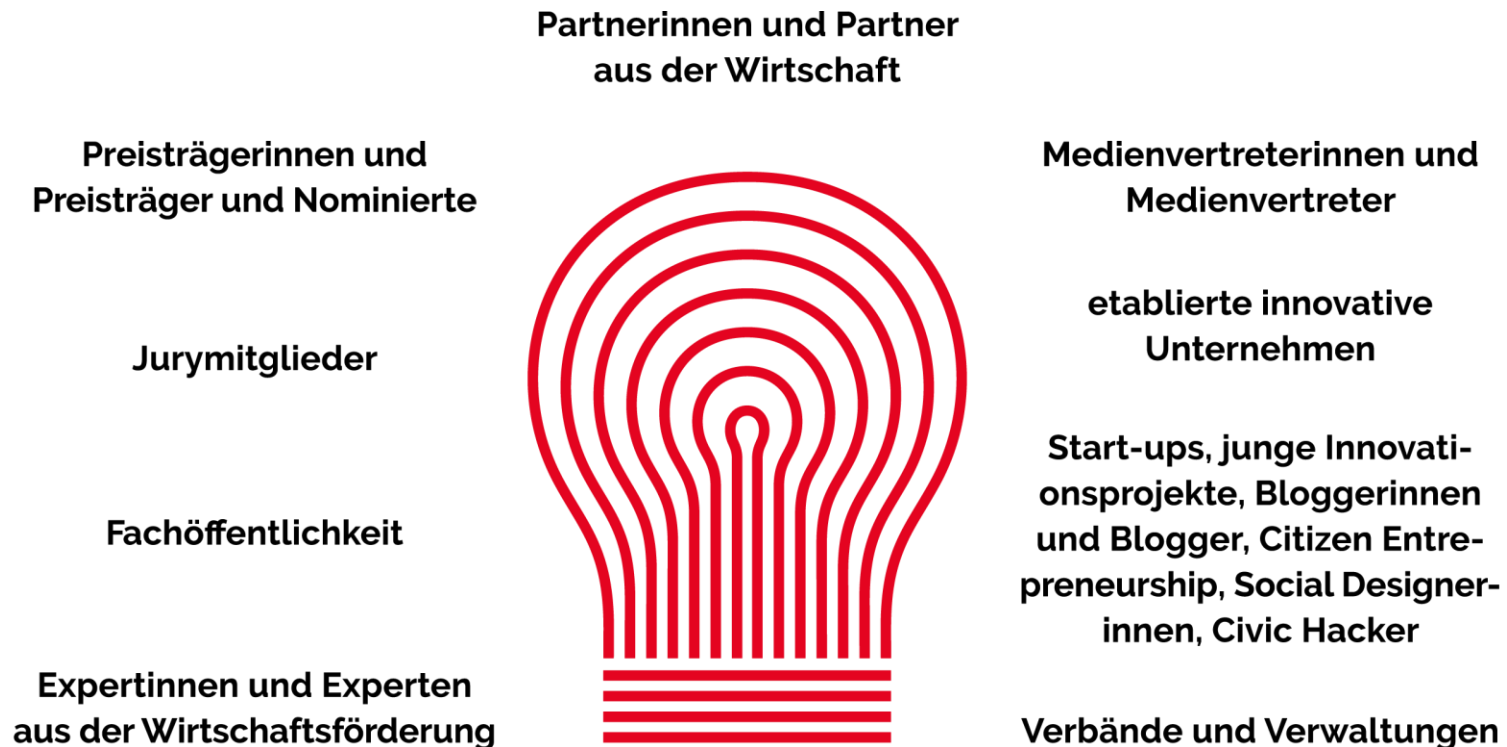 Partnerinnen und Partner
aus der Wirtschaft
Preisträgerinnen und
Preisträger und Nominierte
Jurymitglieder
Fachöffentlichkeit
Expertinnen und Experten
aus der Wirtschaftsförderung
Medienvertreterinnen und
Medienvertreter
etablierte innovative
Unternehmen
Start-ups, junge Innovati-
onsprojekte, Bloggerinnen
und Blogger, Citizen Entre-
preneurship, Social Designer-
innen, Civic Hacker
Verbände und Verwaltungen